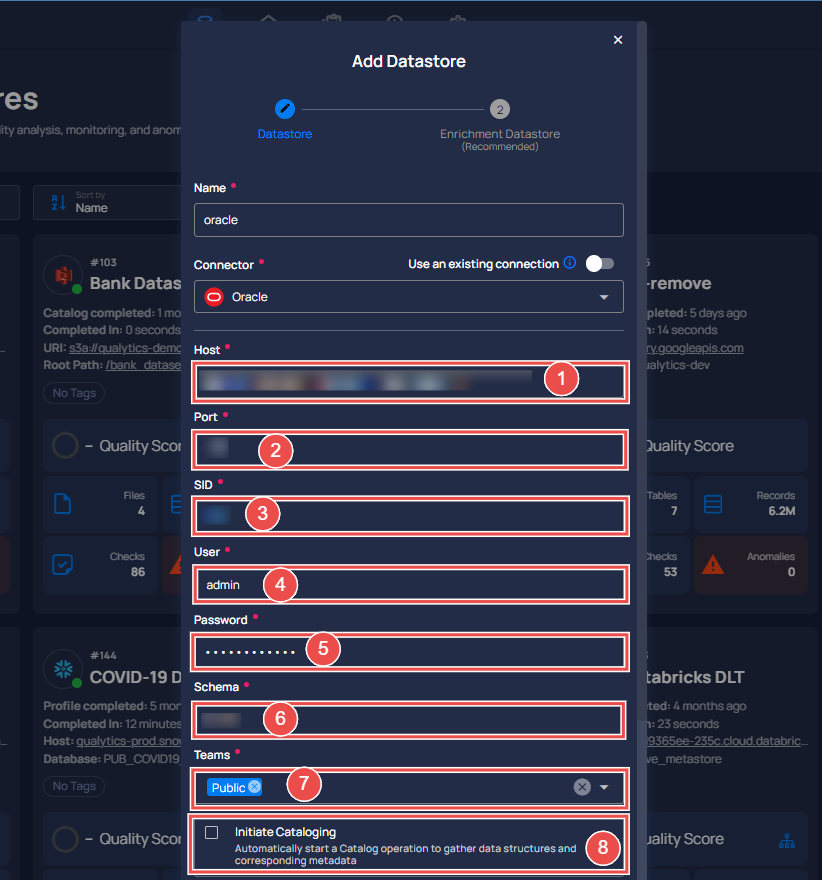 Add Datastore
2
Datastore
Enrichment Datastore
(Recommended)
res
lity analysis, monitoring, and anom
Sort by
Name
Name *
oracle
Connector *
Use an existing connection
Oracle
#103
Bank Datas
Catalog completed: 1 mo
Completed In: 0 seconds
URI: s3a://qualytics-demo
Root Path: /bank_datase
No Tags
– Quality Scor
Files
4
Checks
86
-remove
pleted: 5 days ago
n: 14 seconds
ry.googleapis.com
ualytics-dev
Quality Score
Tables
7
Records
6.2M
Checks
53
Anomalies
0
Host *
1
Port *
2
SID *
3
User *
admin
4
Password *
5
Schema *
6
Teams *
Public
7
Initiate Cataloging
Automatically start a Catalog operation to gather data structures and
corresponding metadata
8
#144
COVID-19 D
Profile completed: 5 mon
Completed In: 12 minutes
Host: qualytics-prod.snow
Database: PUB_COVID19_
No Tags
– Quality Scor
tabricks DLT
eted: 4 months ago
n: 23 seconds
9365ee-235c.cloud.databric...
ve_metastore
uality Score